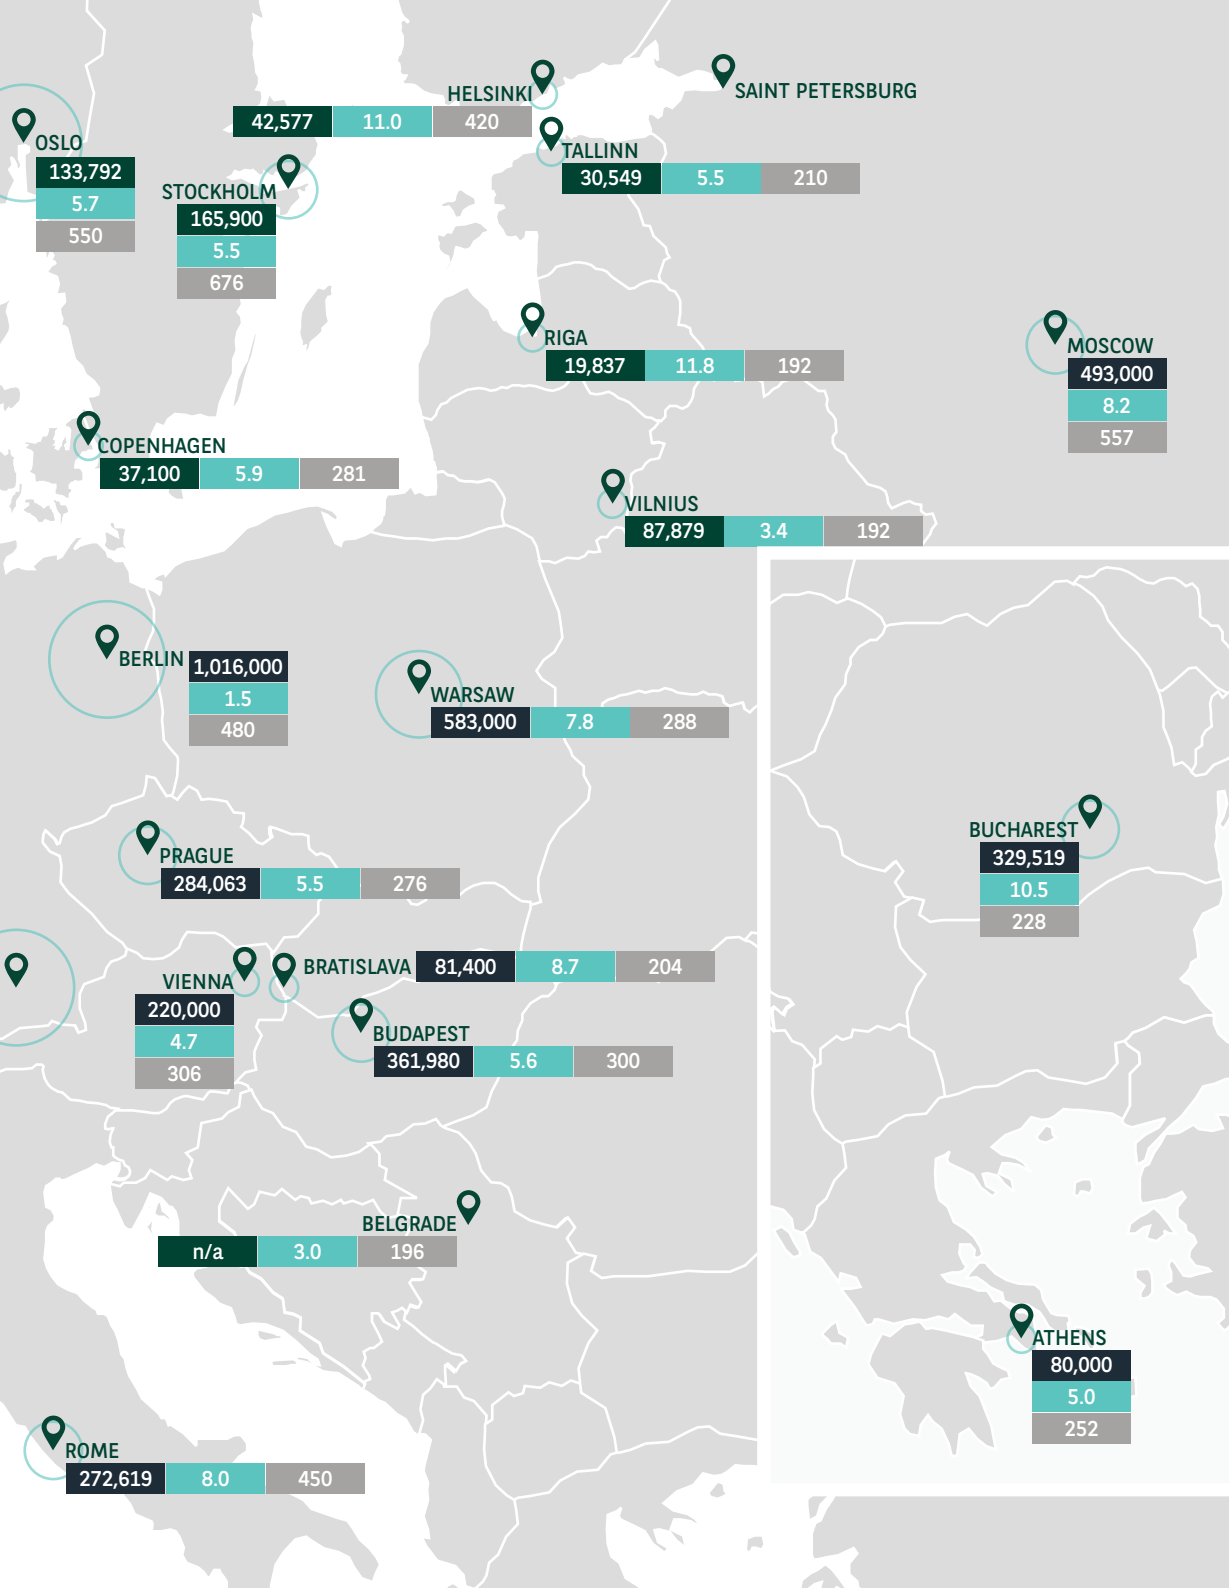 HELSINKI
42,577 11.0 420
SAINT PETERSBURG
OSLO
133,792
5.7
550
TALLINN
30,549 5.5 210
STOCKHOLM
165,900
5.5
676
RIGA
19,837 11.8 192
MOSCOW
493,000
8.2
557
COPENHAGEN
37,100 5.9 281
VILNIUS
87,879 3.4 192
BERLIN
1,016,000
1.5
480
WARSAW
583,000 7.8 288
BUCHAREST
329,519
10.5
228
PRAGUE
284,063 5.5 276
VIENNA
220,000
4.7
306
BRATISLAVA 81,400 8.7 204
BUDAPEST
361,980 5.6 300
BELGRADE
n/a 3.0 196
ATHENS
80,000
5.0
252
ROME
272,619 8.0 450